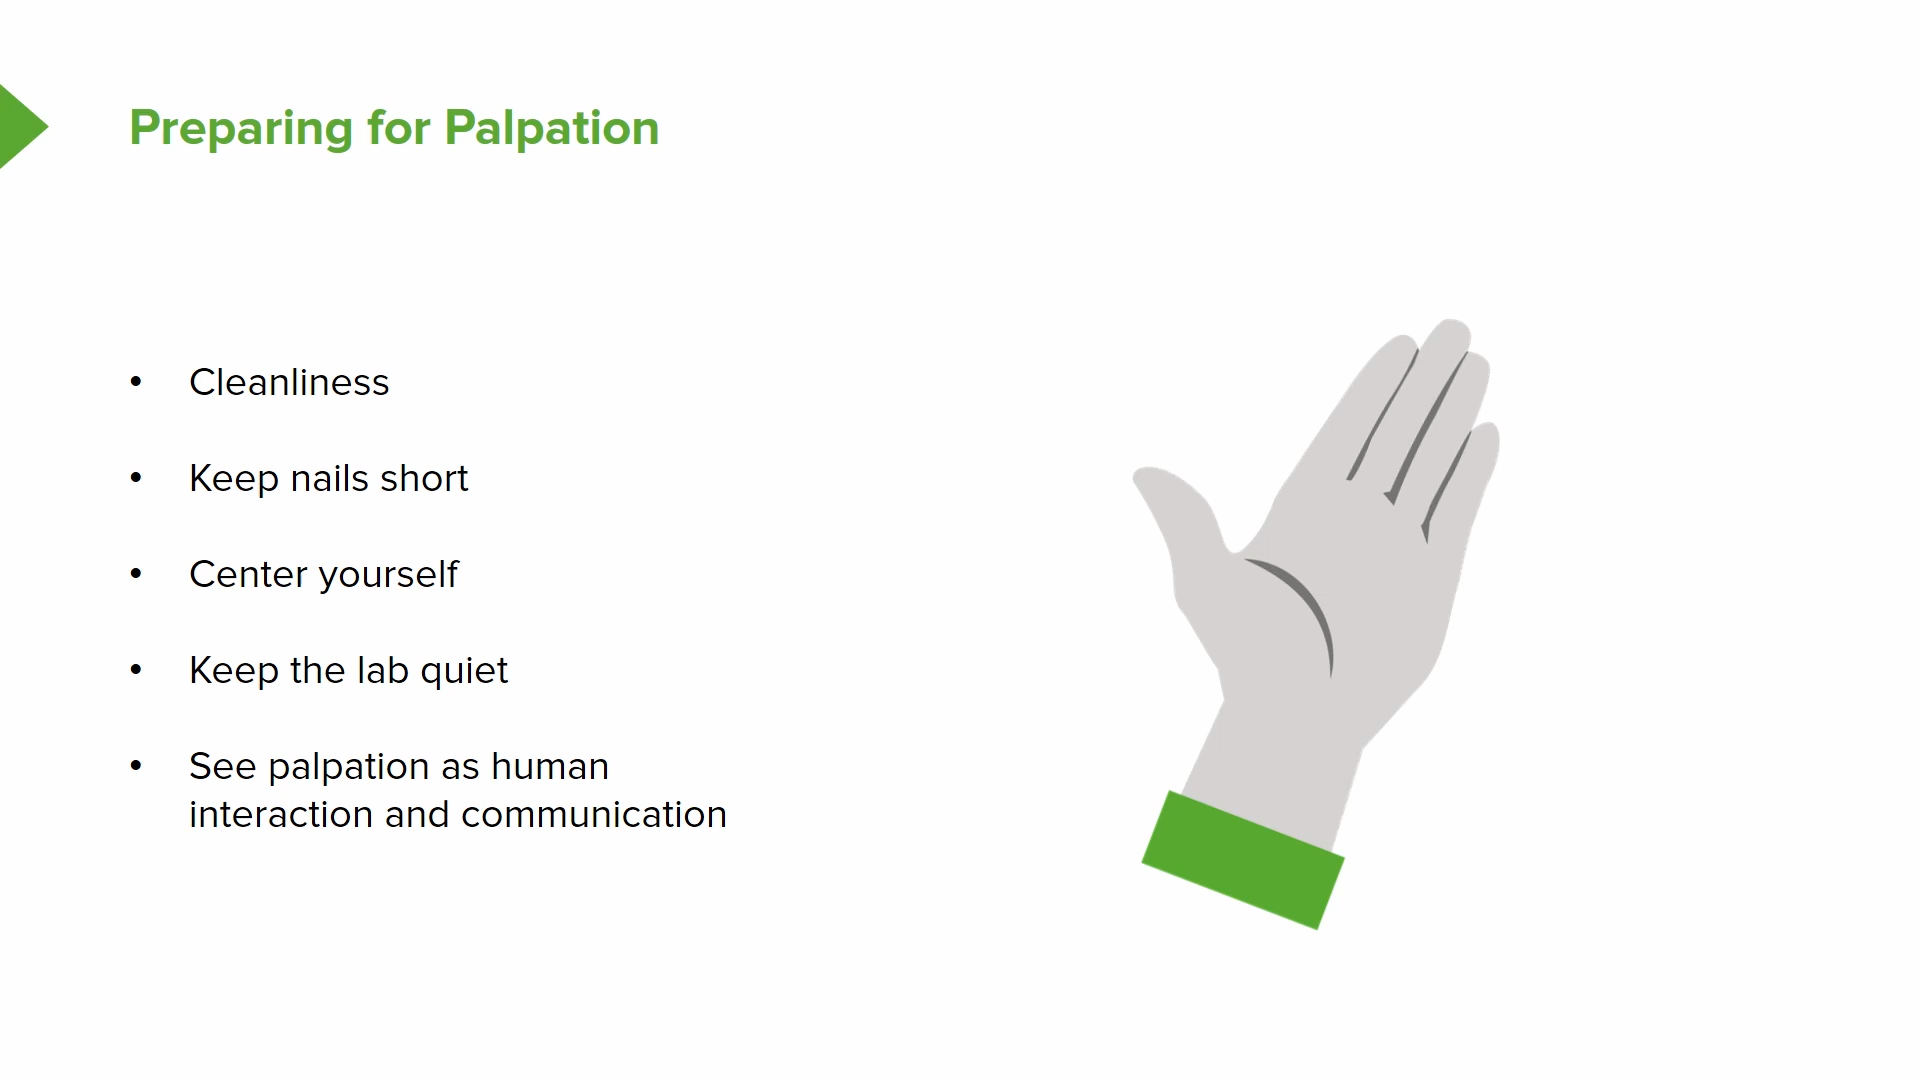 Preparing for Palpation
• Cleanliness
• Keep nails short
• Center yourself
• Keep the lab quiet
• See palpation as human
interaction and communication